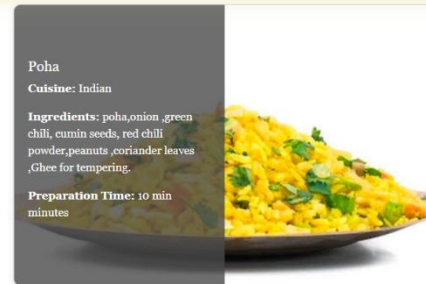 Poha
Cuisine: Indian
Ingredients: poha,onion ,green
chili, cumin seeds, red chili
powder,peanuts ,coriander leaves
,Ghee for tempering.
Preparation Time: 10 min
minutes